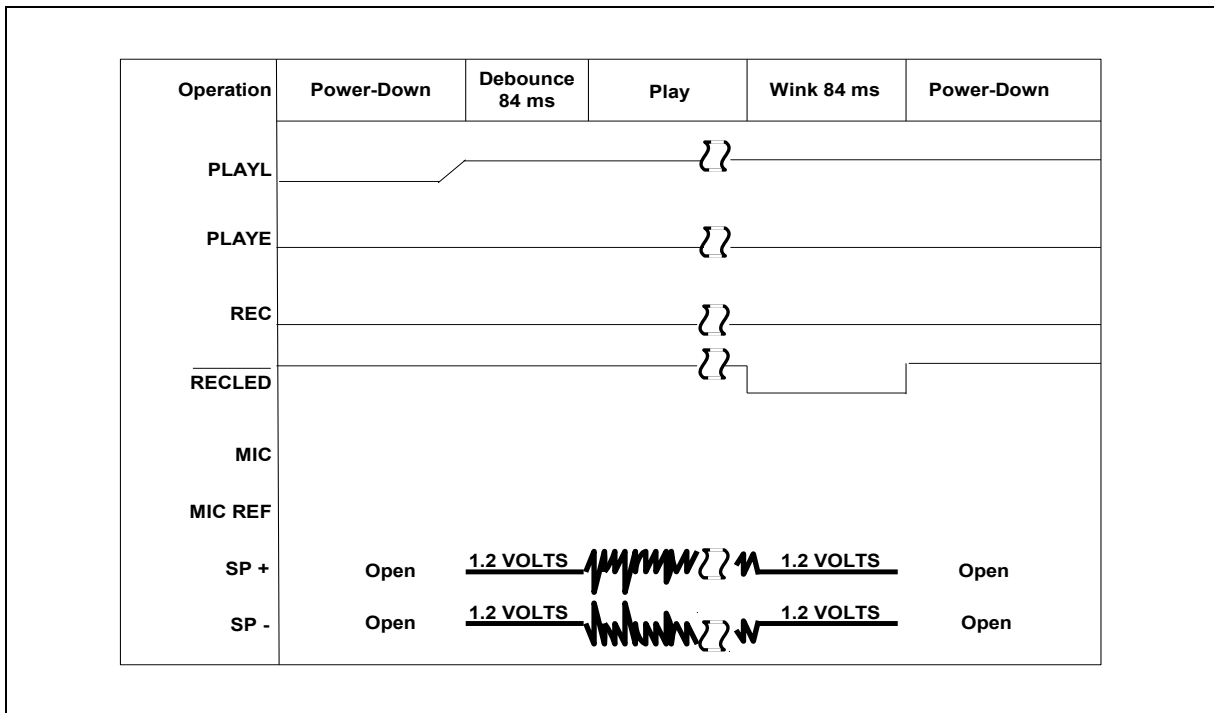 Operation Power-Down Debounce 84 ms Play Wink 84 ms Power-Down
PLAYL
PLAYE
REC
RECLED
MIC
MIC REF
SP + Open 1.2 VOLTS 1.2 VOLTS Open
SP - Open 1.2 VOLTS 1.2 VOLTS Open